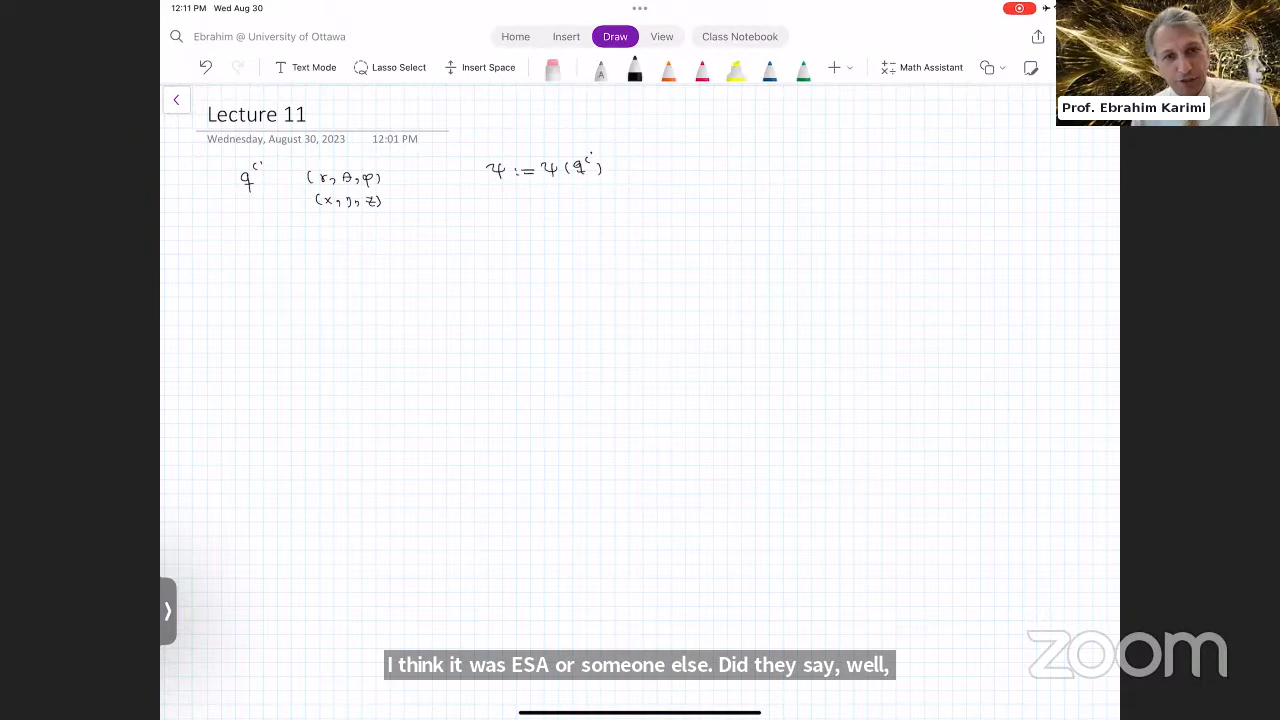 12:11 PM Wed Aug 30
Ebrahim @ University of Ottawa
Home Insert Draw View Class Notebook
Text Mode Lasso Select Insert Space A Math Assistant
Prof. Ebrahim Karimi
Lecture 11
Wednesday, August 30, 2023 12:01 PM
qⁱ (r, θ, φ) ψ := ψ(qⁱ)
(x, y, z)
I think it was ESA or someone else. Did they say, well,
zoom